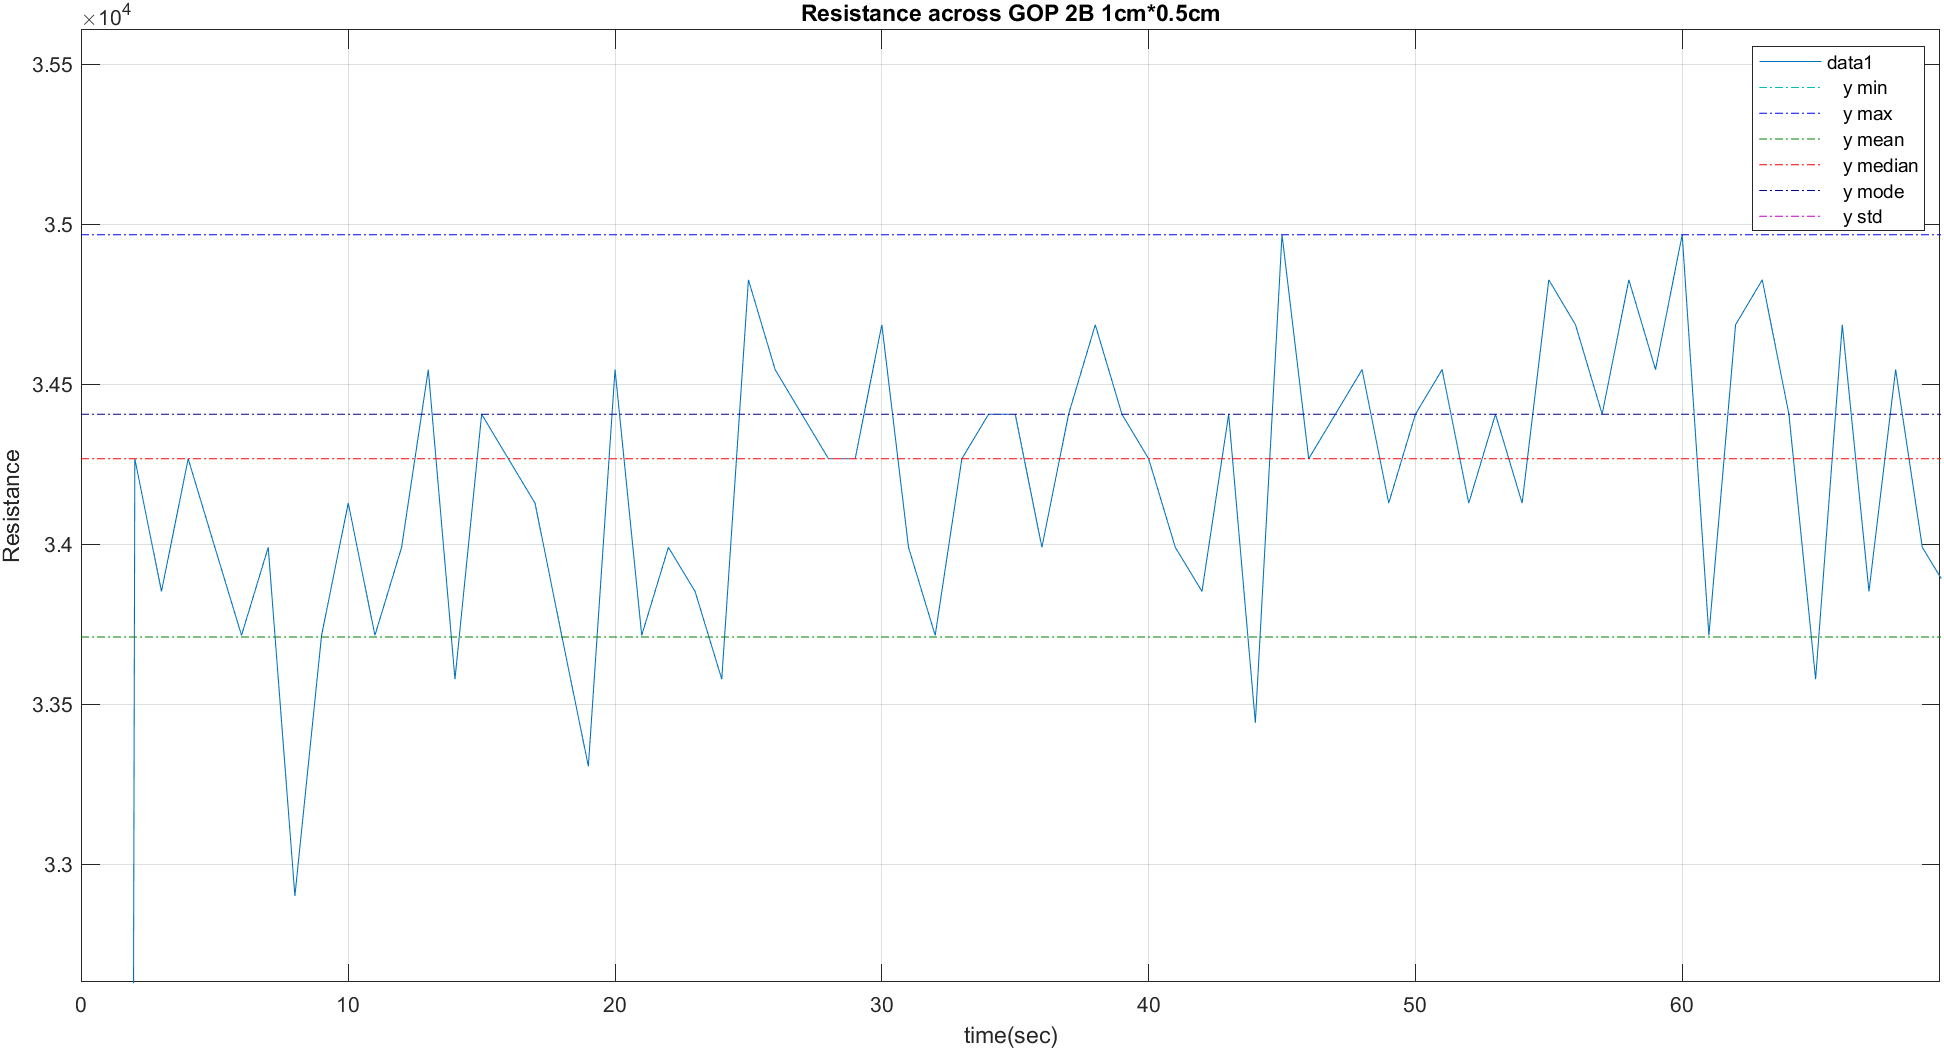 Resistance across GOP 2B 1cm*0.5cm
×10⁴
3.55
3.5
3.45
3.4
3.35
3.3
Resistance
0 10 20 30 40 50 60
time(sec)
data1
y min
y max
y mean
y median
y mode
y std